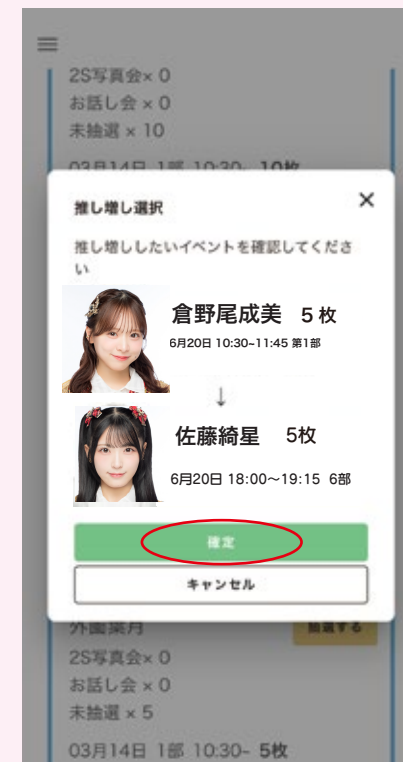 2S写真会× 0
お話し会 × 0
未抽選 × 10
03月14日 1部 10:30- 10枚
推し増し選択
×
推し増ししたいイベントを確認してくださ
い
倉野尾成美 5枚
6月20日 10:30~11:45 第1部
↓
佐藤綺星 5枚
6月20日 18:00〜19:15 6部
確定
キャンセル
外園葉月
抽選する
2S写真会× 0
お話し会 × 0
未抽選 × 5
03月14日 1部 10:30- 5枚